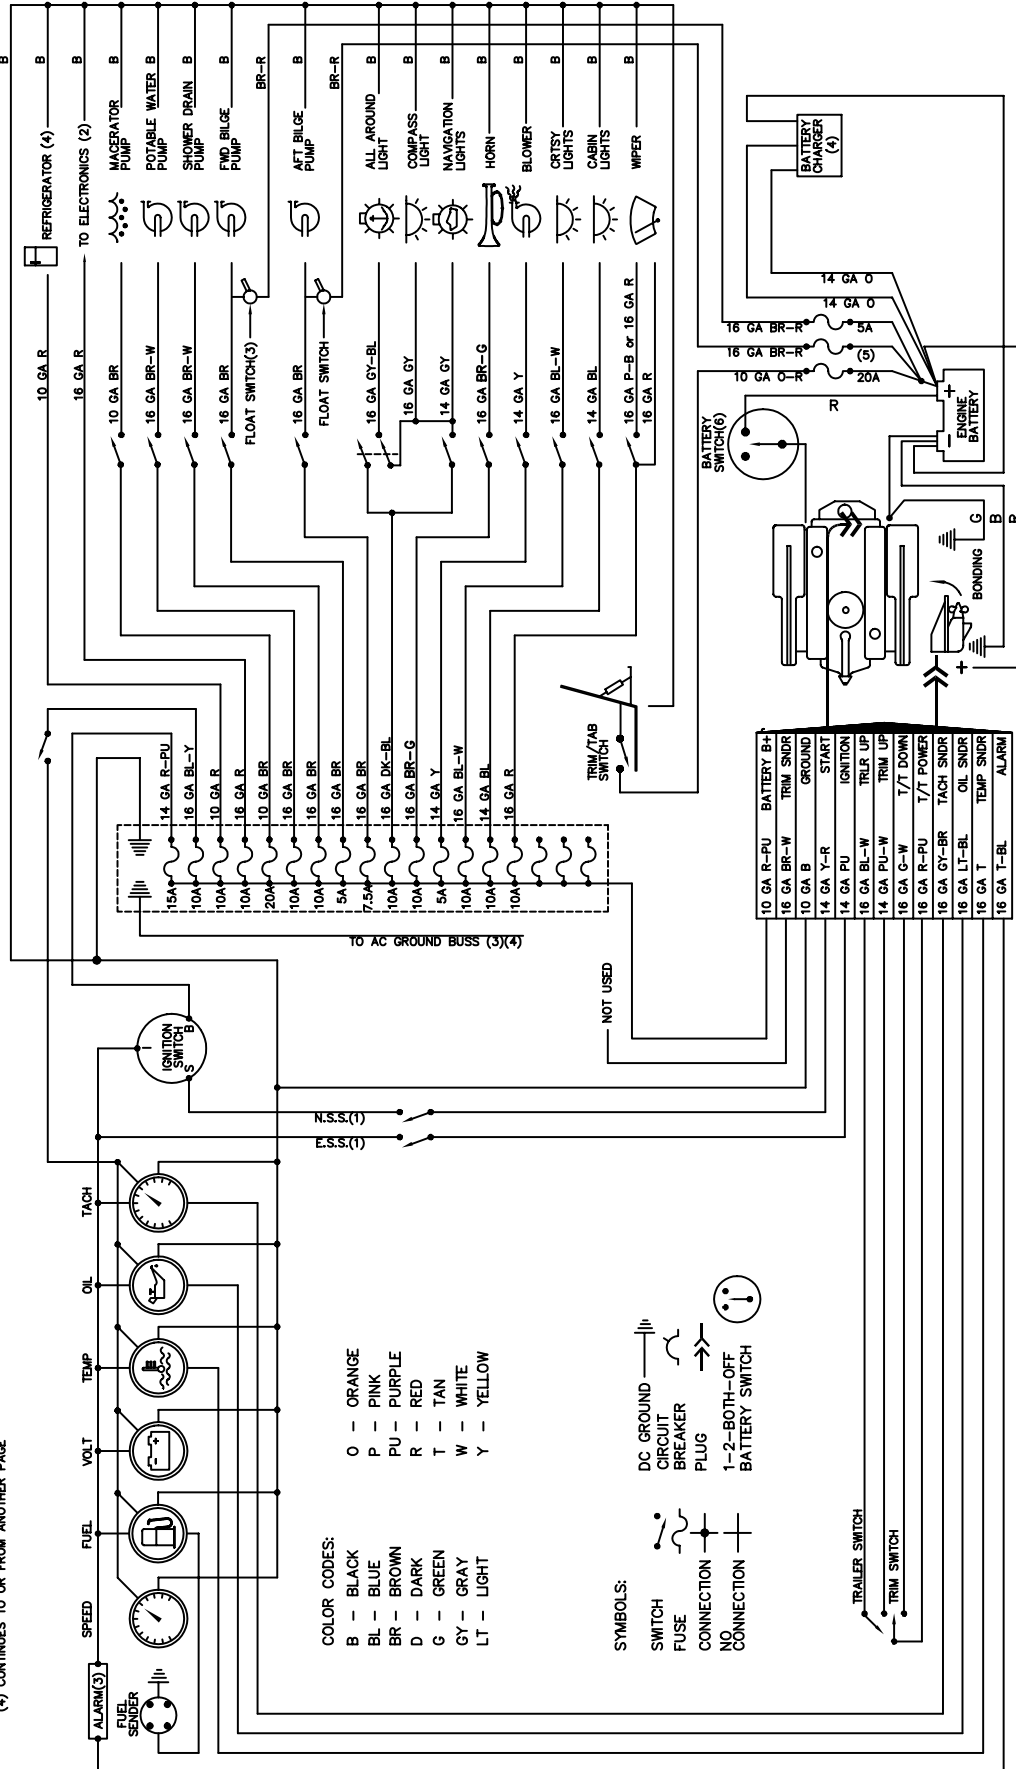 B
REFRIGERATOR (4)
B
TO ELECTRONICS (2)
B
MACERATOR
PUMP
B
POTABLE WATER
PUMP
B
SHOWER DRAIN
PUMP
B
FWD BILGE
PUMP
B
BR-R
AFT BILGE
PUMP
B
BR-R
ALL AROUND
LIGHT
B
COMPASS
LIGHT
B
NAVIGATION
LIGHTS
B
HORN
B
BLOWER
B
CRTSY
LIGHTS
B
CABIN
LIGHTS
B
WIPER
B
BATTERY
CHARGER
(4)
10 GA R
16 GA R
10 GA BR
16 GA BR-W
16 GA BR-W
16 GA BR
FLOAT SWITCH(3)
16 GA BR
FLOAT SWITCH
16 GA GY-BL
16 GA GY
14 GA GY
16 GA BR-G
14 GA Y
16 GA BL-W
14 GA BL
16 GA P-B or 16 GA R
16 GA R
14 GA O
14 GA O
16 GA BR-R
5A
16 GA BR-R
(5)
10 GA O-R
20A
R
BATTERY
SWITCH(6)
+
−
ENGINE
BATTERY
G
B
BONDING
+
TRIM/TAB
SWITCH
14 GA R-PU
16 GA BL-Y
10 GA R
16 GA R
10 GA BR
16 GA BR
16 GA BR
16 GA BR
16 GA BR
16 GA DK-BL
16 GA BR-G
14 GA Y
16 GA BL-W
14 GA BL
16 GA R
15A
10A
10A
10A
20A
10A
10A
5A
7.5A
10A
10A
5A
10A
10A
10A
TO AC GROUND BUSS (3)(4)
NOT USED
10 GA R-PU BATTERY B+
16 GA BR-W TRIM SNDR
10 GA B GROUND
14 GA Y-R START
14 GA PU IGNITION
16 GA BL-W TRLR UP
14 GA PU-W TRIM UP
16 GA G-W T/T DOWN
16 GA R-PU T/T POWER
16 GA GY-BR TACH SNDR
16 GA LT-BL OIL SNDR
16 GA T TEMP SNDR
16 GA T-BL ALARM
IGNITION
SWITCH
I
B
S
N.S.S.(1)
E.S.S.(1)
TACH
OIL
TEMP
VOLT
FUEL
SPEED
ALARM(3)
FUEL
SENDER
(4) CONTINUES TO OR FROM ANOTHER PAGE
COLOR CODES:
B - BLACK
BL - BLUE
BR - BROWN
D - DARK
G - GREEN
GY - GRAY
LT - LIGHT
O - ORANGE
P - PINK
PU - PURPLE
R - RED
T - TAN
W - WHITE
Y - YELLOW
SYMBOLS:
SWITCH
FUSE
CONNECTION
NO
CONNECTION
DC GROUND
CIRCUIT
BREAKER
PLUG
1-2-BOTH-OFF
BATTERY SWITCH
TRAILER SWITCH
TRIM SWITCH